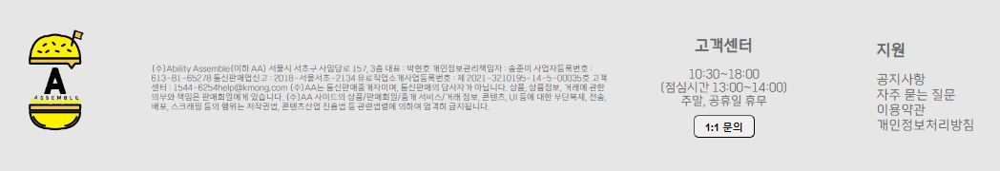 A
ASSEMBLE
(주)Ability Assemble(이하 AA) 서울시 서초구 사임당로 157, 3층 대표 : 박현호 개인정보관리책임자 : 송준이 사업자등록번호 :
613-81-65278 통신판매업신고 : 2018-서울서초-2134 유료직업소개사업등록번호 : 제 2021-3210195-14-5-00035호 고객
센터 : 1544-6254help@kmong.com (주)AA는 통신판매중개자이며, 통신판매의 당사자가 아닙니다. 상품, 상품정보, 거래에 관한
의무와 책임은 판매회원에게 있습니다. (주)AA 사이트의 상품/판매회원/중개 서비스/거래 정보, 콘텐츠, UI 등에 대한 무단복제, 전송,
배포, 스크래핑 등의 행위는 저작권법, 콘텐츠산업 진흥법 등 관련법령에 의하여 엄격히 금지됩니다.
고객센터
10:30~18:00
(점심시간 13:00~14:00)
주말, 공휴일 휴무
1:1 문의
지원
공지사항
자주 묻는 질문
이용약관
개인정보처리방침